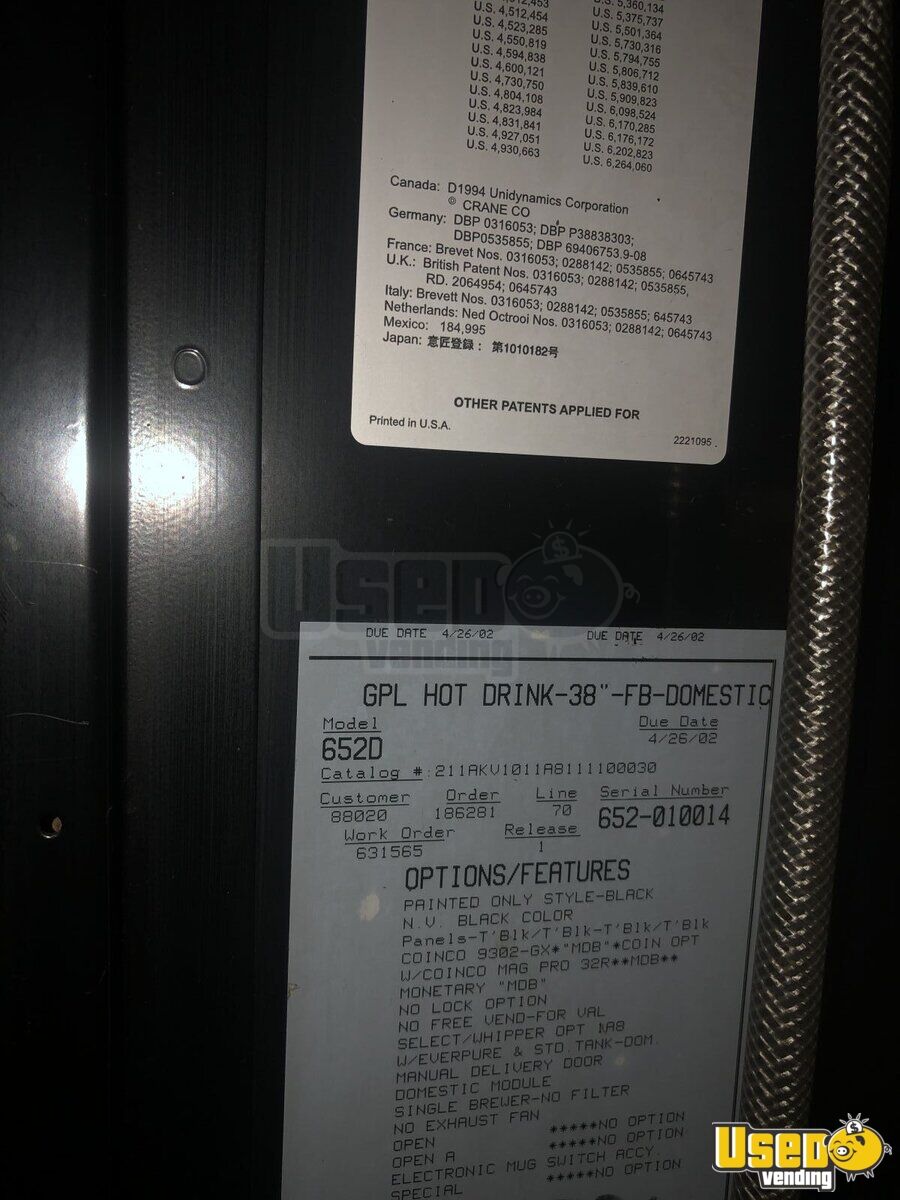 U.S. 4,512,453
U.S. 4,512,454
U.S. 4,523,285
U.S. 4,550,819
U.S. 4,594,838
U.S. 4,600,121
U.S. 4,730,750
U.S. 4,804,108
U.S. 4,823,984
U.S. 4,831,841
U.S. 4,927,051
U.S. 4,930,663
U.S. 5,360,134
U.S. 5,375,737
U.S. 5,501,364
U.S. 5,730,316
U.S. 5,794,755
U.S. 5,806,712
U.S. 5,839,610
U.S. 5,909,823
U.S. 6,098,524
U.S. 6,170,285
U.S. 6,176,172
U.S. 6,202,823
U.S. 6,264,060
Canada: D1994 Unidynamics Corporation
© CRANE CO
Germany: DBP 0316053; DBP P38838303;
DBP0535855; DBP 69406753.9-08
France: Brevet Nos. 0316053; 0288142; 0535855; 0645743
U.K.: British Patent Nos. 0316053; 0288142; 0535855,
RD. 2064954; 0645743
Italy: Brevett Nos. 0316053; 0288142; 0535855; 645743
Netherlands: Ned Octrooi Nos. 0316053; 0288142; 0645743
Mexico: 184,995
Japan: 意匠登録： 第1010182号
OTHER PATENTS APPLIED FOR
Printed in U.S.A.
2221095
Used vending
DUE DATE 4/26/02 DUE DATE 4/26/02
GPL HOT DRINK-38"-FB-DOMESTIC
Model Due Date
652D 4/26/02
Catalog #:211AKV1011A8111100030
Customer Order Line Serial Number
88020 186281 70 652-010014
Work Order Release
631565 1
OPTIONS/FEATURES
PAINTED ONLY STYLE-BLACK
N.V. BLACK COLOR
Panels-T'Blk/T'Blk-T'Blk/T'Blk
COINCO 9302-GX*"MDB"*COIN OPT
W/COINCO MAG PRO 32R**MDB**
MONETARY "MDB"
NO LOCK OPTION
NO FREE VEND-FOR VAL
SELECT/WHIPPER OPT 1A8
W/EVERPURE & STD.TANK-DOM.
MANUAL DELIVERY DOOR
DOMESTIC MODULE
SINGLE BREWER-NO FILTER
NO EXHAUST FAN
OPEN *****NO OPTION
OPEN A *****NO OPTION
ELECTRONIC MUG SWITCH ACCY.
SPECIAL *****NO OPTION
Used vending